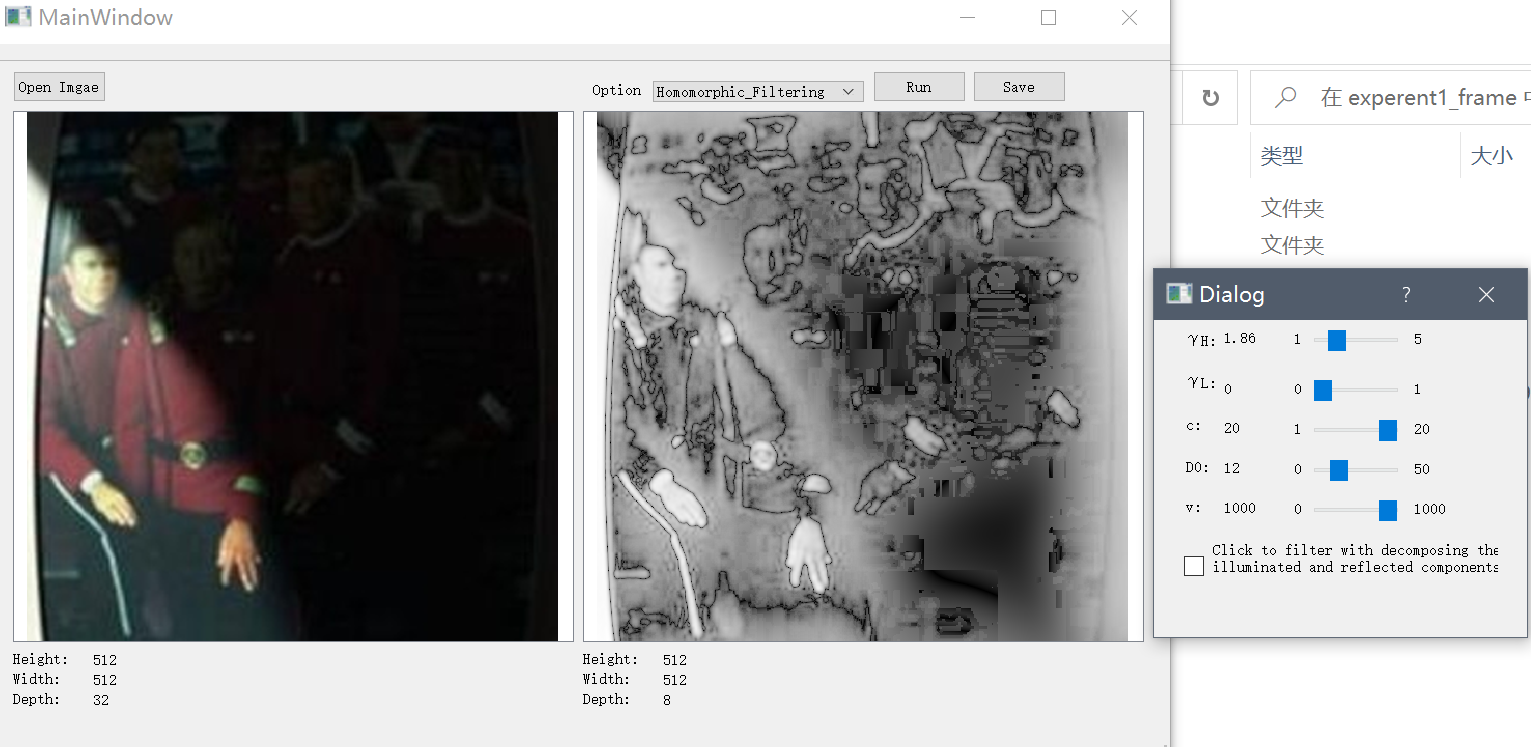 MainWindow
Open Imgae
Option Homomorphic_Filtering Run Save
Height: 512
Width: 512
Depth: 32
Height: 512
Width: 512
Depth: 8
在 experent1_frame 中
类型 大小
文件夹
文件夹
Dialog ?
γH: 1.86 1 5
γL: 0 0 1
c: 20 1 20
D0: 12 0 50
v: 1000 0 1000
Click to filter with decomposing the
illuminated and reflected components